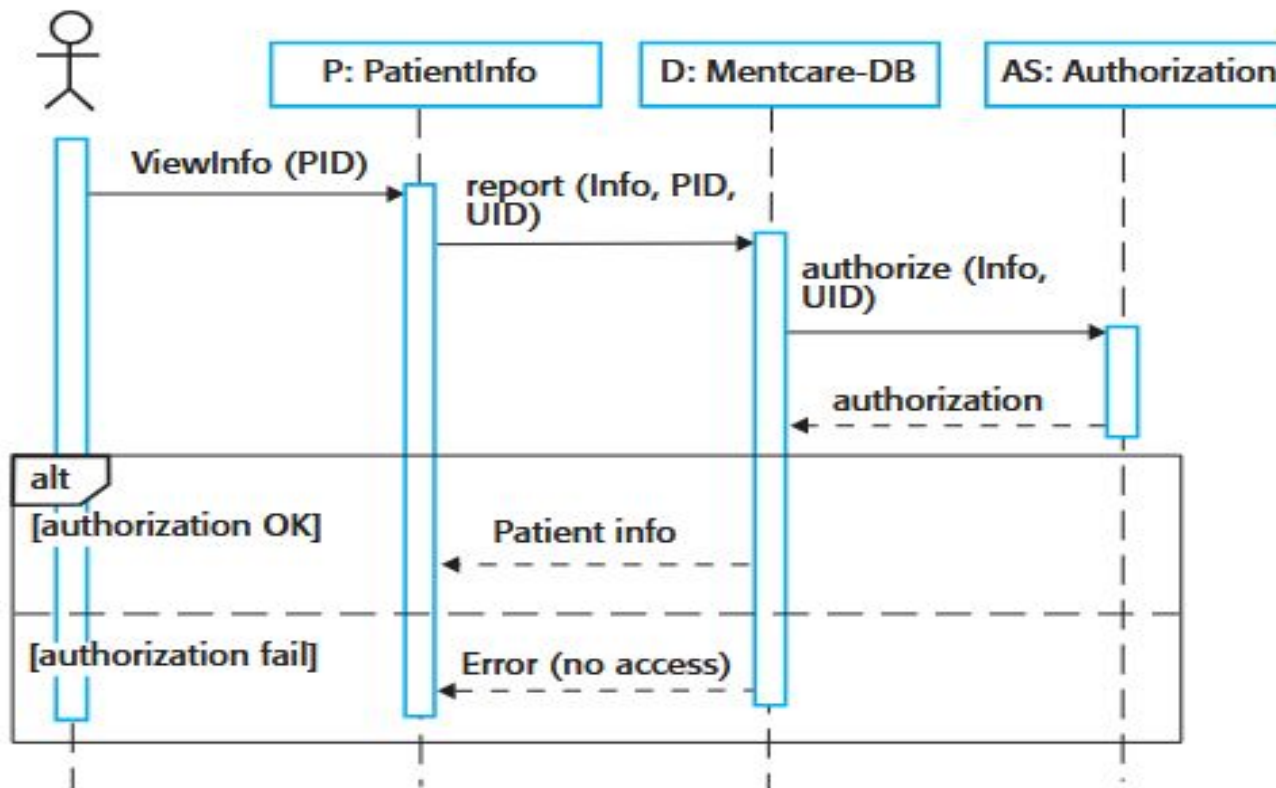 P: PatientInfo
D: Mentcare-DB
AS: Authorization
ViewInfo (PID)
report (Info, PID,
UID)
authorize (Info,
UID)
authorization
alt
[authorization OK]
Patient info
[authorization fail]
Error (no access)